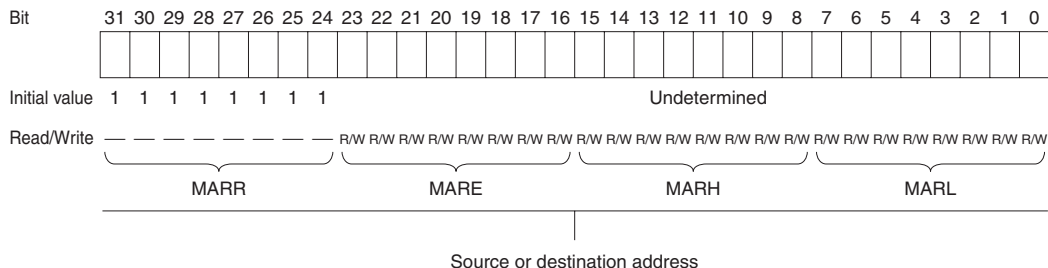 Bit 31 30 29 28 27 26 25 24 23 22 21 20 19 18 17 16 15 14 13 12 11 10 9 8 7 6 5 4 3 2 1 0
Initial value 1 1 1 1 1 1 1 1 Undetermined
Read/Write — — — — — — — — R/W R/W R/W R/W R/W R/W R/W R/W R/W R/W R/W R/W R/W R/W R/W R/W R/W R/W R/W R/W R/W R/W R/W R/W
MARR MARE MARH MARL
Source or destination address